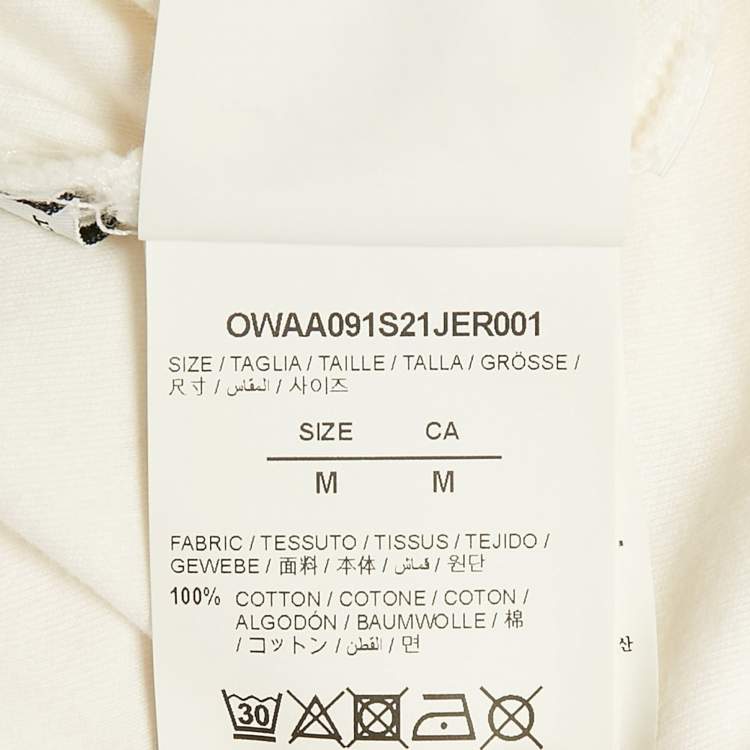 OWAA091S21JER001
SIZE / TAGLIA / TAILLE / TALLA / GRÖSSE /
尺寸 / المقاس / 사이즈
SIZE CA
M M
FABRIC / TESSUTO / TISSUS / TEJIDO /
GEWEBE / 面料 / 本体 / قماش / 원단
100% COTTON / COTONE / COTON /
ALGODÓN / BAUMWOLLE / 棉
/ コットン / القطن / 면
산
30